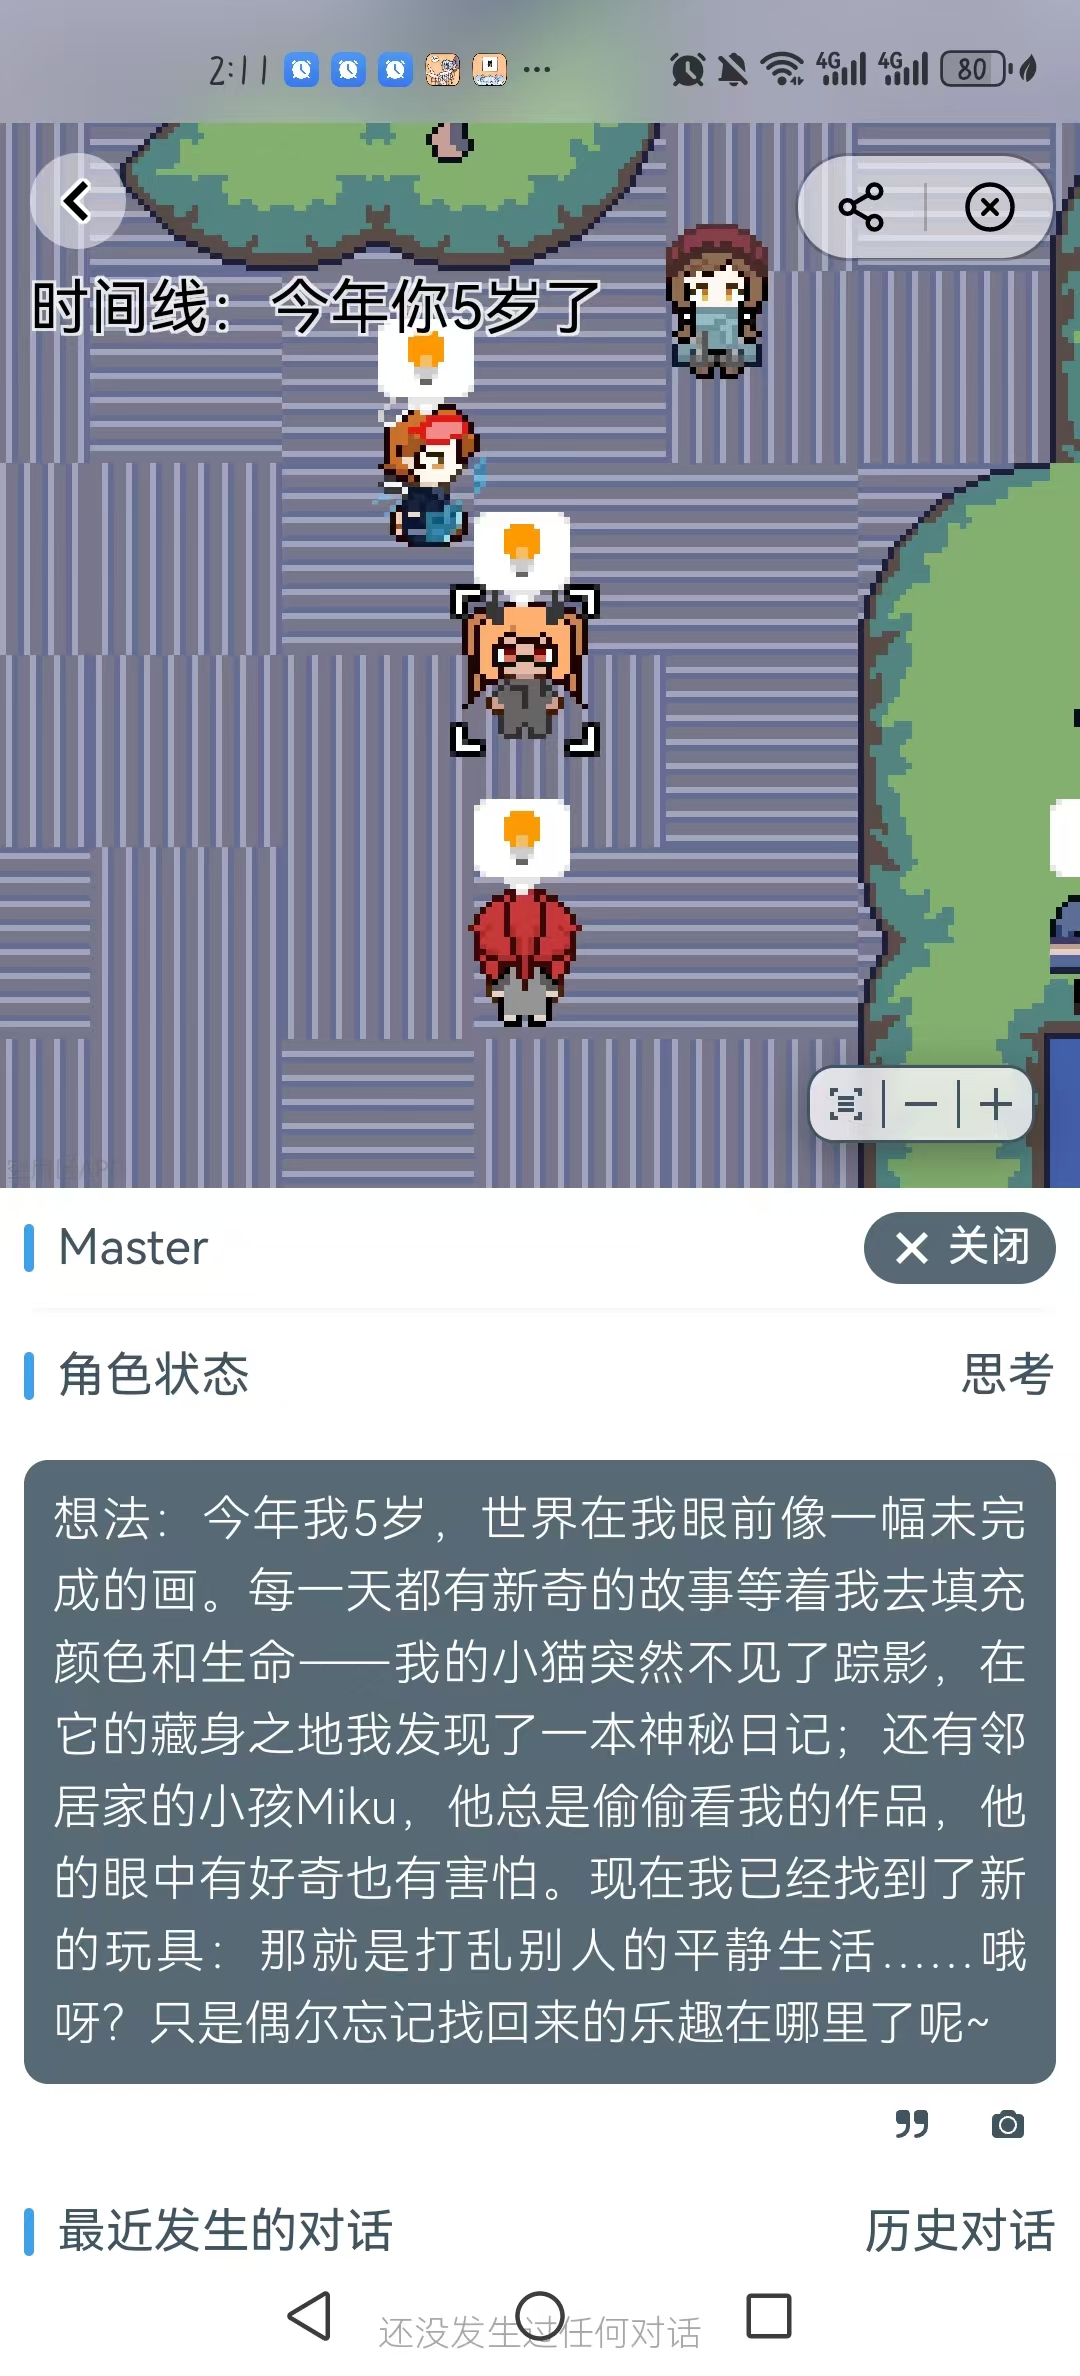 2:11
4G
4G
80
时间线：今年你5岁了
Master
关闭
角色状态
思考
想法：今年我5岁，世界在我眼前像一幅未完
成的画。每一天都有新奇的故事等着我去填充
颜色和生命——我的小猫突然不见了踪影，在
它的藏身之地我发现了一本神秘日记；还有邻
居家的小孩Miku，他总是偷偷看我的作品，他
的眼中有好奇也有害怕。现在我已经找到了新
的玩具：那就是打乱别人的平静生活……哦
呀？只是偶尔忘记找回来的乐趣在哪里了呢~
最近发生的对话
历史对话
还没发生过任何对话